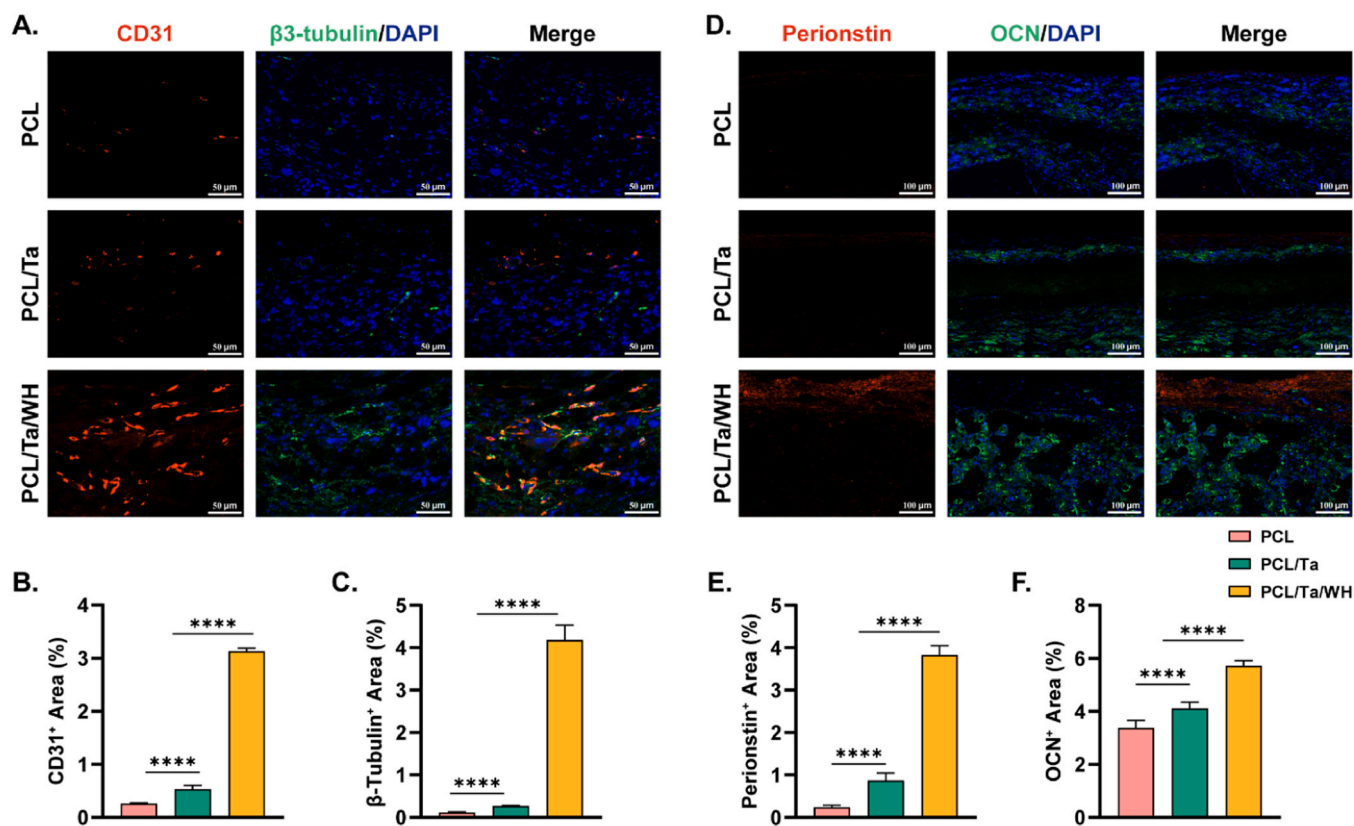 A.
CD31
β3-tubulin/DAPI
Merge
PCL
50 μm
50 μm
50 μm
PCL/Ta
50 μm
50 μm
50 μm
PCL/Ta/WH
50 μm
50 μm
50 μm
D.
Perionstin
OCN/DAPI
Merge
PCL
100 μm
100 μm
100 μm
PCL/Ta
100 μm
100 μm
100 μm
PCL/Ta/WH
100 μm
100 μm
100 μm
PCL
PCL/Ta
PCL/Ta/WH
B.
CD31⁺ Area (%)
4
3
2
1
0
****
****
C.
β-Tubulin⁺ Area (%)
5
4
3
2
1
0
****
****
E.
Perionstin⁺ Area (%)
5
4
3
2
1
0
****
****
F.
OCN⁺ Area (%)
8
6
4
2
0
****
****